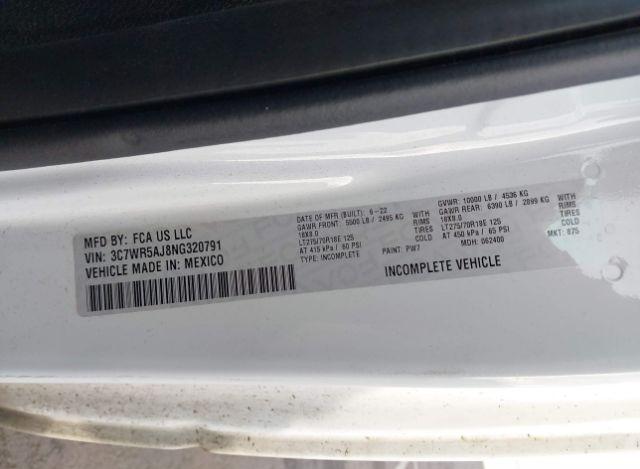 MFD BY: FCA US LLC
VIN: 3C7WR5AJ8NG320791
VEHICLE MADE IN: MEXICO
DATE OF MFR (BUILT): 6-22
GAWR FRONT: 5500 LB / 2495 KG WITH
18X8.0 RIMS
LT275/70R18E 125 TIRES
AT 415 kPa / 60 PSI COLD
TYPE: INCOMPLETE
GVWR: 10000 LB / 4536 KG
GAWR REAR: 6390 LB / 2899 KG WITH
18X8.0 RIMS
LT275/70R18E 125 TIRES
AT 450 kPa / 65 PSI COLD
PAINT: PW7 MDH: 062400 MKT: 875
INCOMPLETE VEHICLE